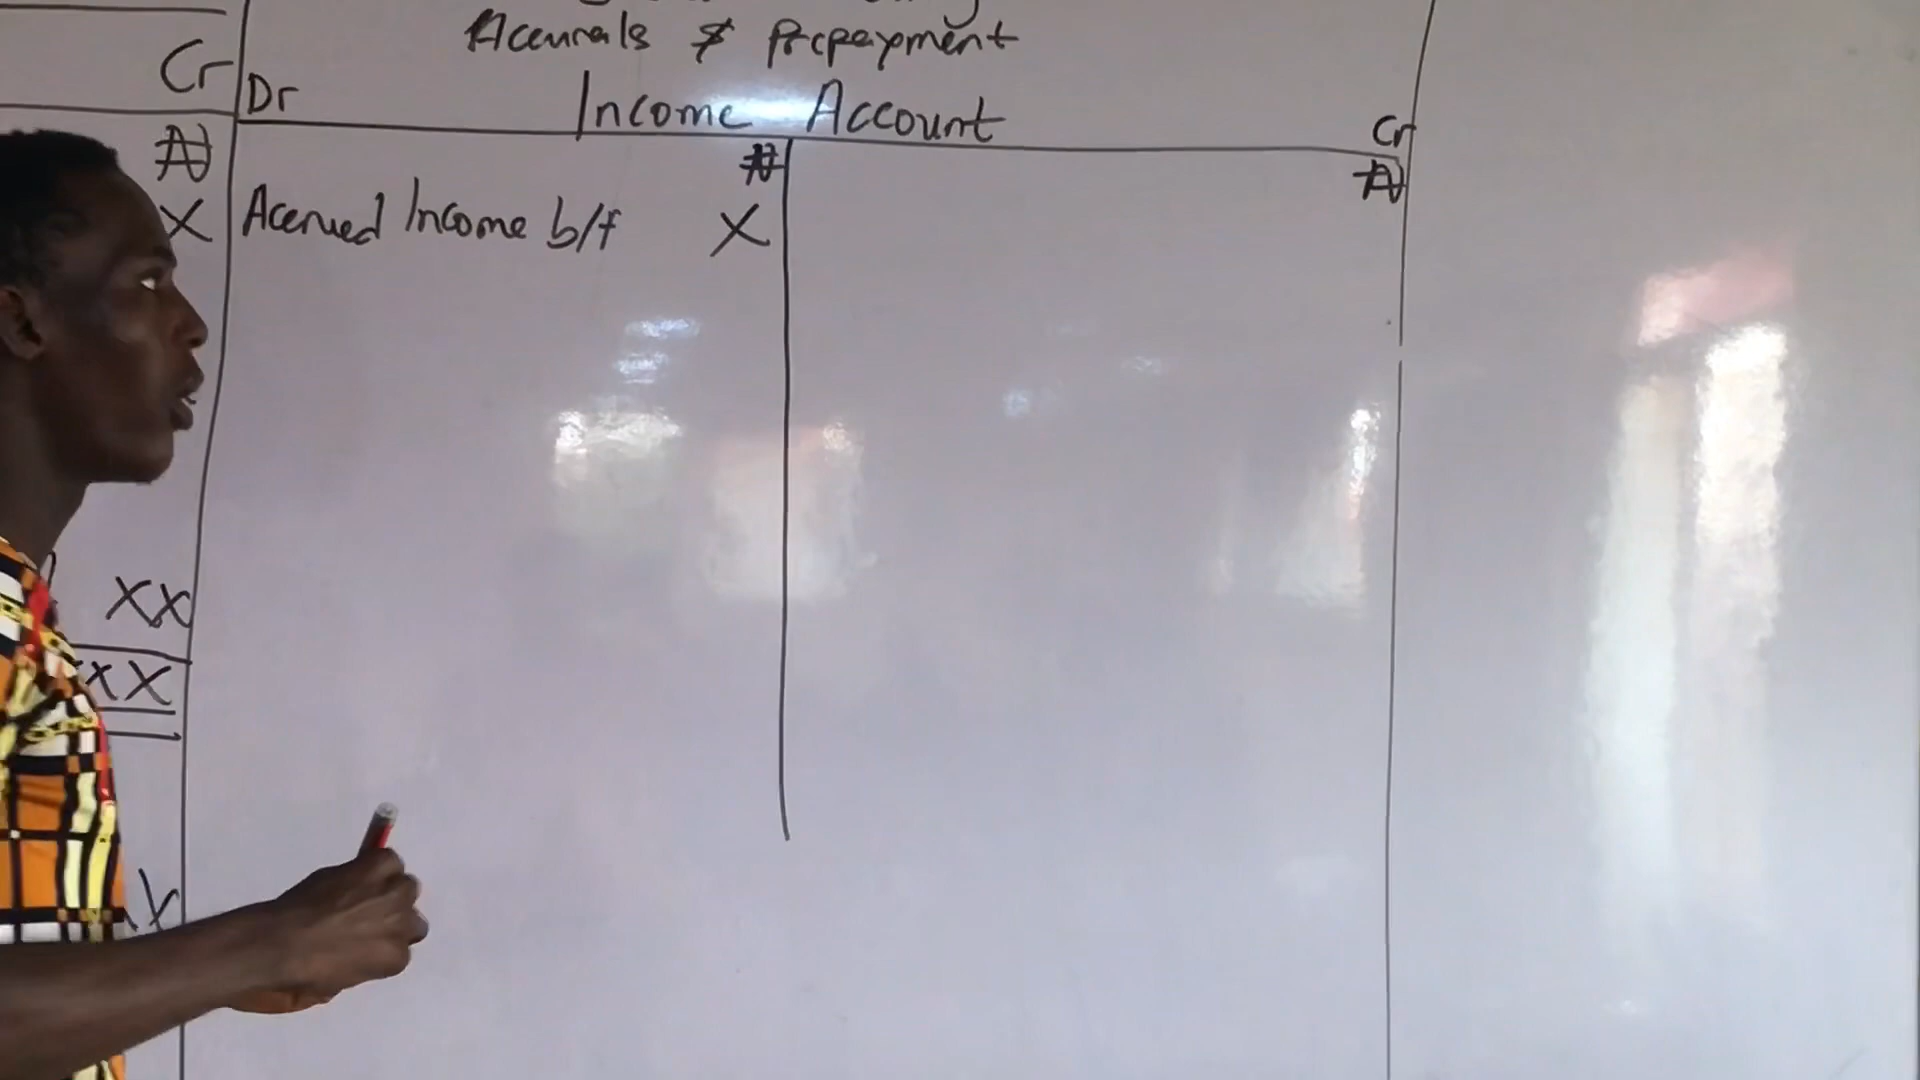 Accruals & Prepayment
Cr
Dr Income Account Cr
₦ ₦ ₦
X Accrued Income b/f X
XX
XX